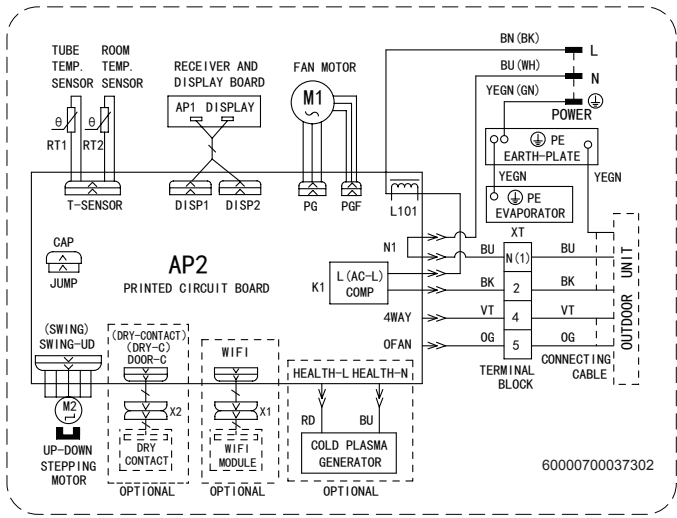 BN(BK)
L
BU(WH)
N
YEGN(GN)
POWER
TUBE
TEMP.
SENSOR
ROOM
TEMP.
SENSOR
RECEIVER AND
DISPLAY BOARD
FAN MOTOR
AP1 DISPLAY
M1
θ
RT1
θ
RT2
PE
EARTH-PLATE
YEGN
YEGN
PE
EVAPORATOR
T-SENSOR
DISP1
DISP2
PG
PGF
L101
CAP
JUMP
AP2
PRINTED CIRCUIT BOARD
N1
K1
L(AC-L)
COMP
4WAY
OFAN
XT
BU
N(1)
BU
BK
2
BK
VT
4
VT
OG
5
OG
TERMINAL
BLOCK
CONNECTING
CABLE
OUTDOOR UNIT
(SWING)
SWING-UD
M2
UP-DOWN
STEPPING
MOTOR
(DRY-CONTACT)
(DRY-C)
DOOR-C
X2
DRY
CONTACT
OPTIONAL
WIFI
X1
WIFI
MODULE
OPTIONAL
HEALTH-L HEALTH-N
RD
BU
COLD PLASMA
GENERATOR
OPTIONAL
60000700037302